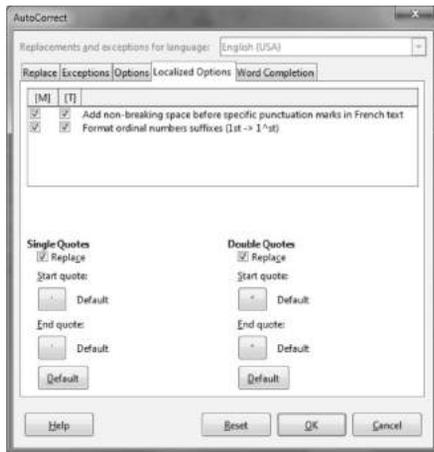 AutoCorrect
Replacements and exceptions for language: English (USA)
Replace Exceptions Options Localized Options Word Completion
[M] [T]
Add non-breaking space before specific punctuation marks in French text
Format ordinal numbers suffixes (1st -> 1^st)
Single Quotes Double Quotes
Replace Replace
Start quote: Start quote:
Default Default
End quote: End quote:
Default Default
Default Default
Help Reset OK Cancel